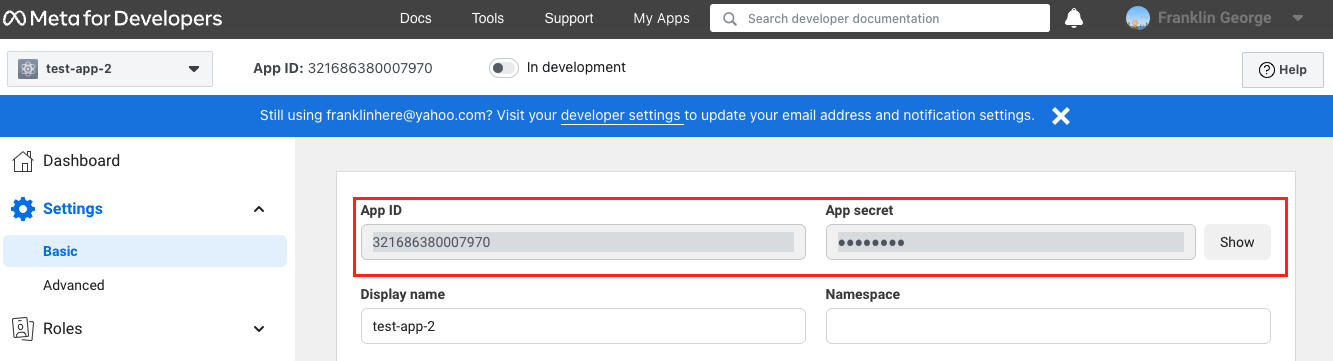 Meta for Developers Docs Tools Support My Apps Search developer documentation Franklin George
test-app-2 App ID: 321686380007970 In development Help
Still using franklinhere@yahoo.com? Visit your developer settings to update your email address and notification settings.
Dashboard
Settings
Basic
Advanced
Roles
App ID App secret
321686380007970 •••••••• Show
Display name Namespace
test-app-2